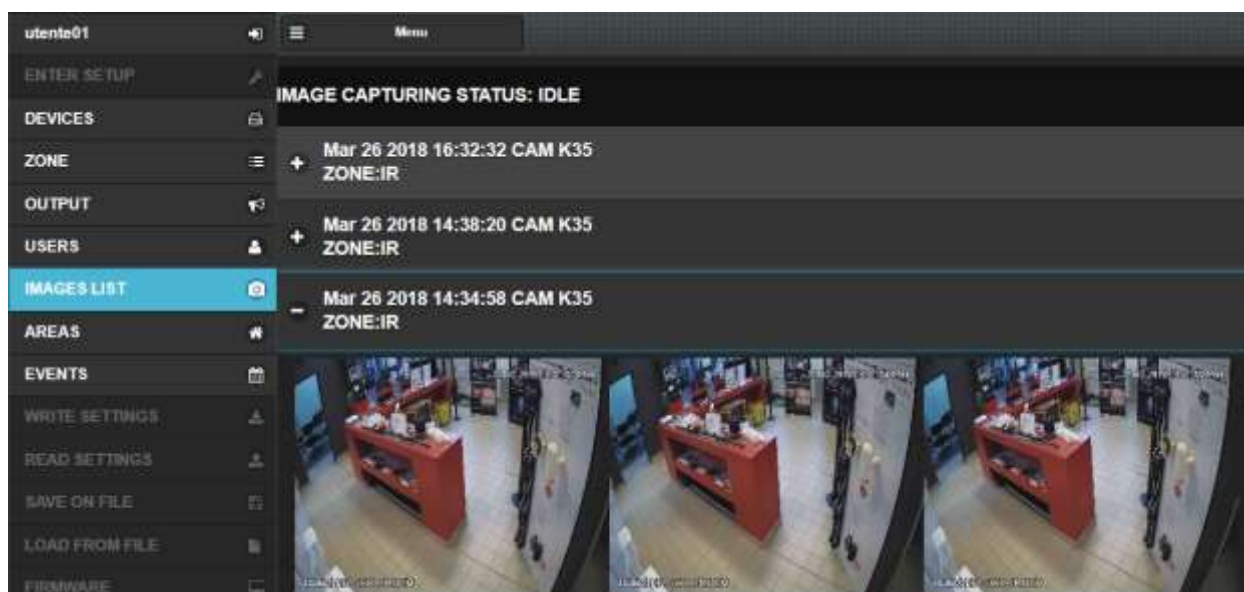 utente01
ENTER SETUP
DEVICES
ZONE
OUTPUT
USERS
IMAGES LIST
AREAS
EVENTS
WRITE SETTINGS
READ SETTINGS
SAVE ON FILE
LOAD FROM FILE
FIRMWARE
Menu
IMAGE CAPTURING STATUS: IDLE
Mar 26 2018 16:32:32 CAM K35
ZONE:IR
Mar 26 2018 14:38:20 CAM K35
ZONE:IR
Mar 26 2018 14:34:58 CAM K35
ZONE:IR